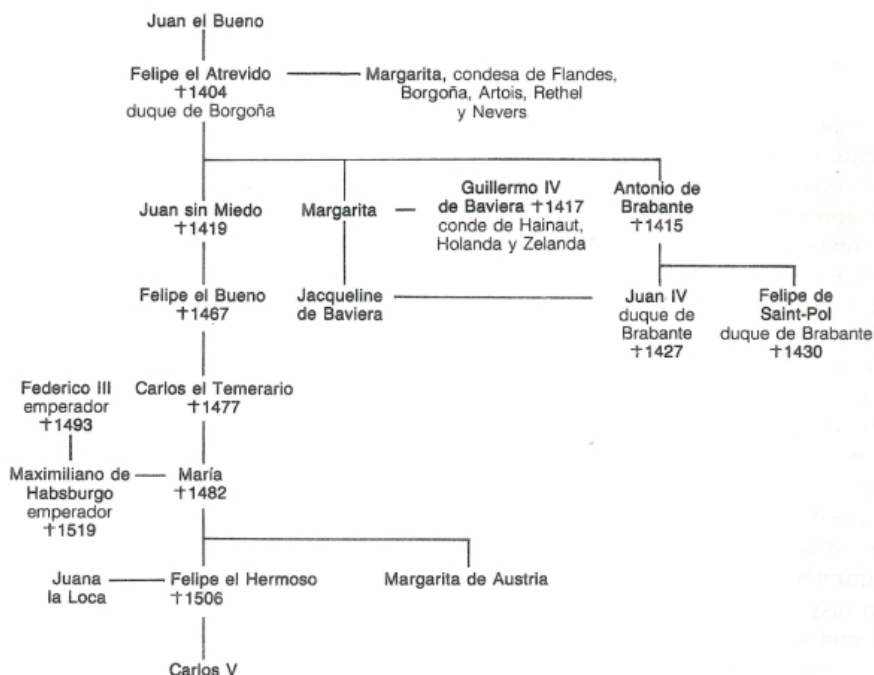 Juan el Bueno
Felipe el Atrevido
†1404
duque de Borgoña
Margarita, condesa de Flandes,
Borgoña, Artois, Rethel
y Nevers
Juan sin Miedo
†1419
Margarita
Guillermo IV
de Baviera †1417
conde de Hainaut,
Holanda y Zelanda
Antonio de
Brabante
†1415
Felipe el Bueno
†1467
Jacqueline
de Baviera
Juan IV
duque de
Brabante
†1427
Felipe de
Saint-Pol
duque de Brabante
†1430
Federico III
emperador
†1493
Carlos el Temerario
†1477
Maximiliano de
Habsburgo
emperador
†1519
María
†1482
Juana
la Loca
Felipe el Hermoso
†1506
Margarita de Austria
Carlos V